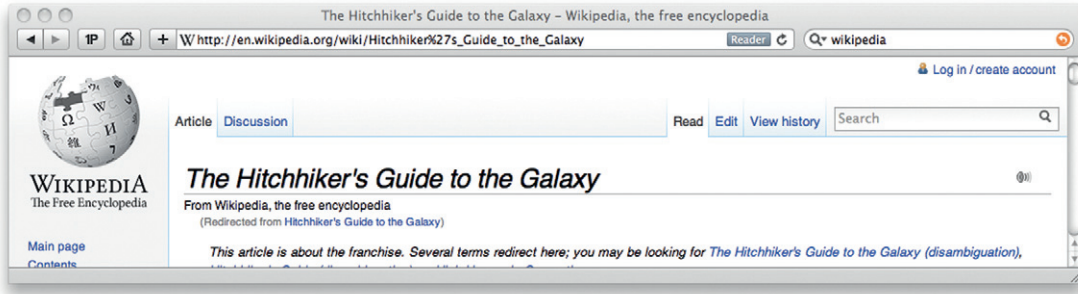 The Hitchhiker's Guide to the Galaxy – Wikipedia, the free encyclopedia
1P + W http://en.wikipedia.org/wiki/Hitchhiker%27s_Guide_to_the_Galaxy Reader wikipedia
Log in / create account
Article Discussion Read Edit View history Search
WIKIPEDIA
The Free Encyclopedia
The Hitchhiker's Guide to the Galaxy
From Wikipedia, the free encyclopedia
(Redirected from Hitchhiker's Guide to the Galaxy)
Main page
This article is about the franchise. Several terms redirect here; you may be looking for The Hitchhiker's Guide to the Galaxy (disambiguation),
Contents